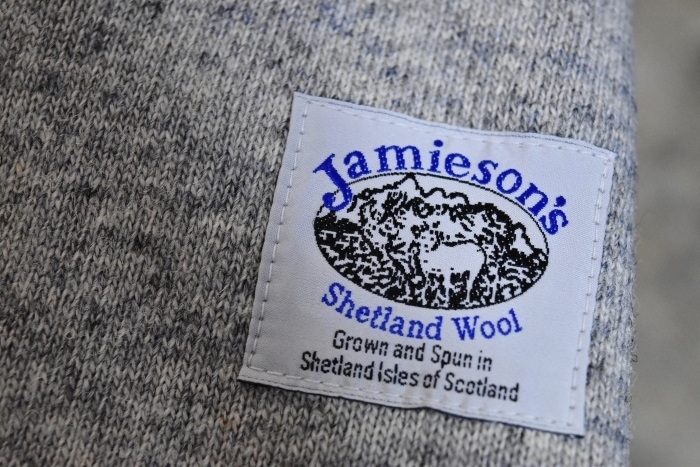 Jamieson's
Shetland Wool
Grown and Spun in
Shetland Isles of Scotland